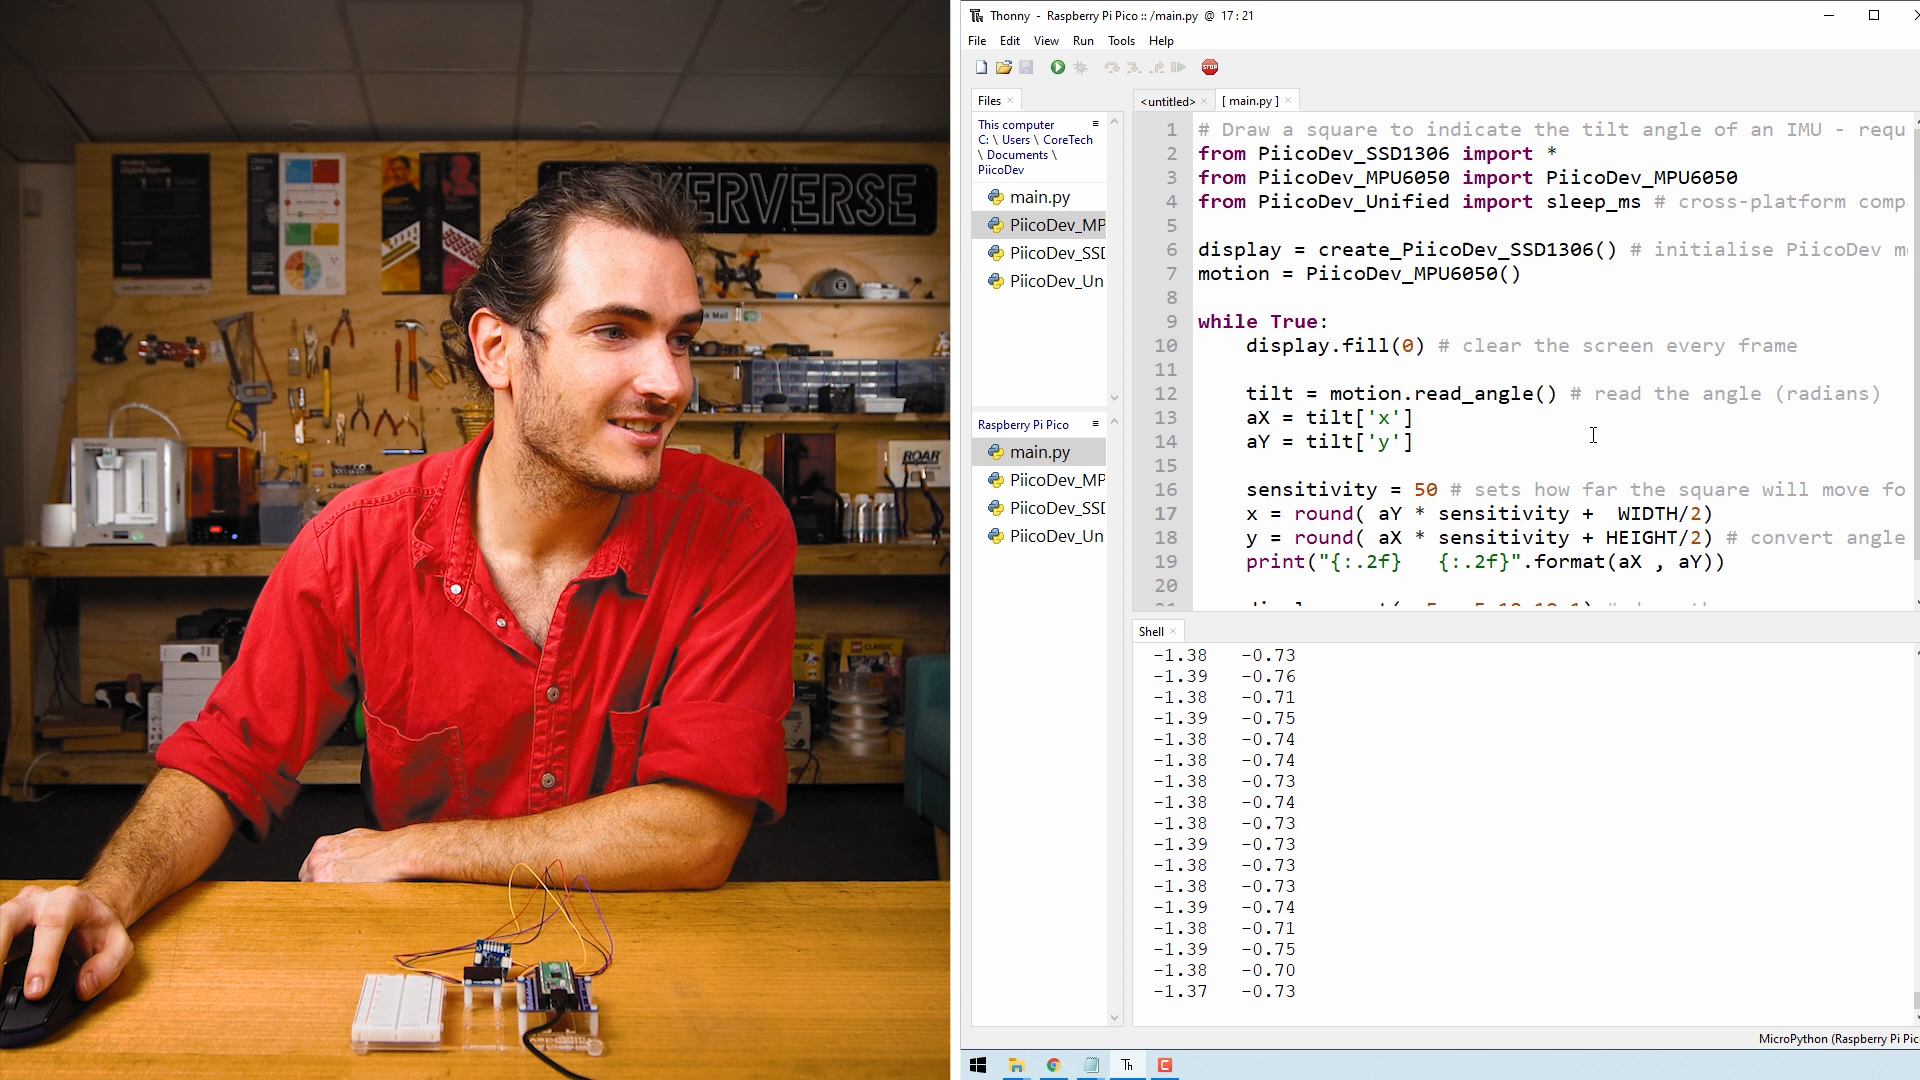 KERVERSE
ROAR
Thonny - Raspberry Pi Pico :: /main.py @ 17 : 21
File Edit View Run Tools Help
STOP
Files
This computer
C: \ Users \ CoreTech
\ Documents \
PiicoDev
main.py
PiicoDev_MP
PiicoDev_SSD
PiicoDev_Un
Raspberry Pi Pico
main.py
PiicoDev_MP
PiicoDev_SSD
PiicoDev_Un
<untitled> [ main.py ]
1 # Draw a square to indicate the tilt angle of an IMU - requ
2 from PiicoDev_SSD1306 import *
3 from PiicoDev_MPU6050 import PiicoDev_MPU6050
4 from PiicoDev_Unified import sleep_ms # cross-platform comp
5
6 display = create_PiicoDev_SSD1306() # initialise PiicoDev m
7 motion = PiicoDev_MPU6050()
8
9 while True:
10 display.fill(0) # clear the screen every frame
11
12 tilt = motion.read_angle() # read the angle (radians)
13 aX = tilt['x']
14 aY = tilt['y']
15
16 sensitivity = 50 # sets how far the square will move fo
17 x = round( aY * sensitivity + WIDTH/2)
18 y = round( aX * sensitivity + HEIGHT/2) # convert angle
19 print("{:.2f} {:.2f}".format(aX , aY))
20
Shell
-1.38 -0.73
-1.39 -0.76
-1.38 -0.71
-1.39 -0.75
-1.38 -0.74
-1.38 -0.74
-1.38 -0.73
-1.38 -0.74
-1.38 -0.73
-1.39 -0.73
-1.38 -0.73
-1.38 -0.73
-1.39 -0.74
-1.38 -0.71
-1.39 -0.75
-1.38 -0.70
-1.37 -0.73
MicroPython (Raspberry Pi Pic
Th